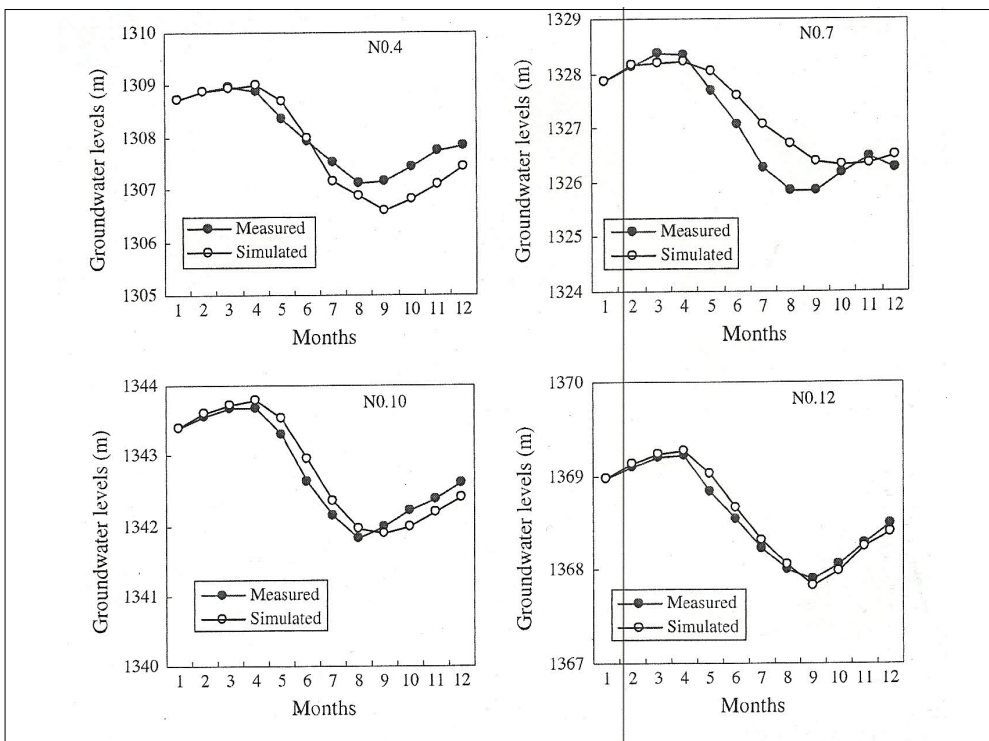 N0.4
Groundwater levels (m)
1310
1309
1308
1307
1306
1305
Measured
Simulated
1 2 3 4 5 6 7 8 9 10 11 12
Months
N0.7
Groundwater levels (m)
1329
1328
1327
1326
1325
1324
Measured
Simulated
1 2 3 4 5 6 7 8 9 10 11 12
Months
N0.10
Groundwater levels (m)
1344
1343
1342
1341
1340
Measured
Simulated
1 2 3 4 5 6 7 8 9 10 11 12
Months
N0.12
Groundwater levels (m)
1370
1369
1368
1367
Measured
Simulated
1 2 3 4 5 6 7 8 9 10 11 12
Months